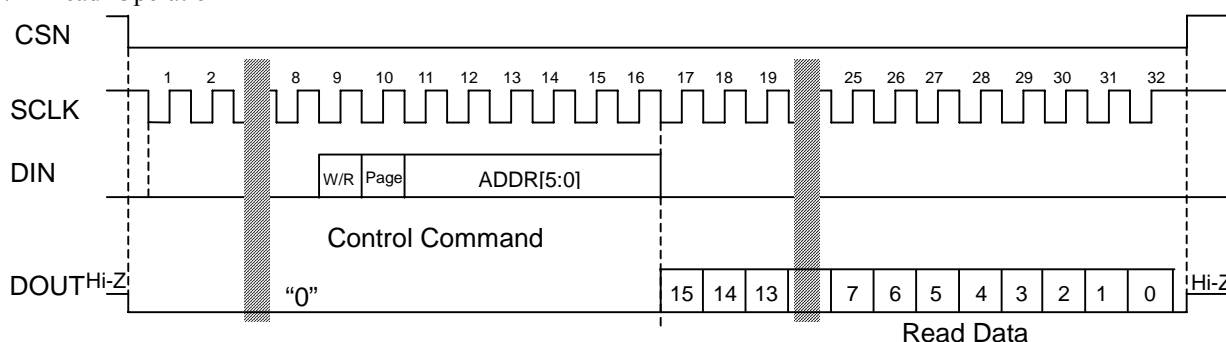 CSN
1 2 8 9 10 11 12 13 14 15 16 17 18 19 25 26 27 28 29 30 31 32
SCLK
DIN
W/R Page ADDR[5:0]
Control Command
DOUT Hi-Z "0" 15 14 13 7 6 5 4 3 2 1 0 Hi-Z
Read Data